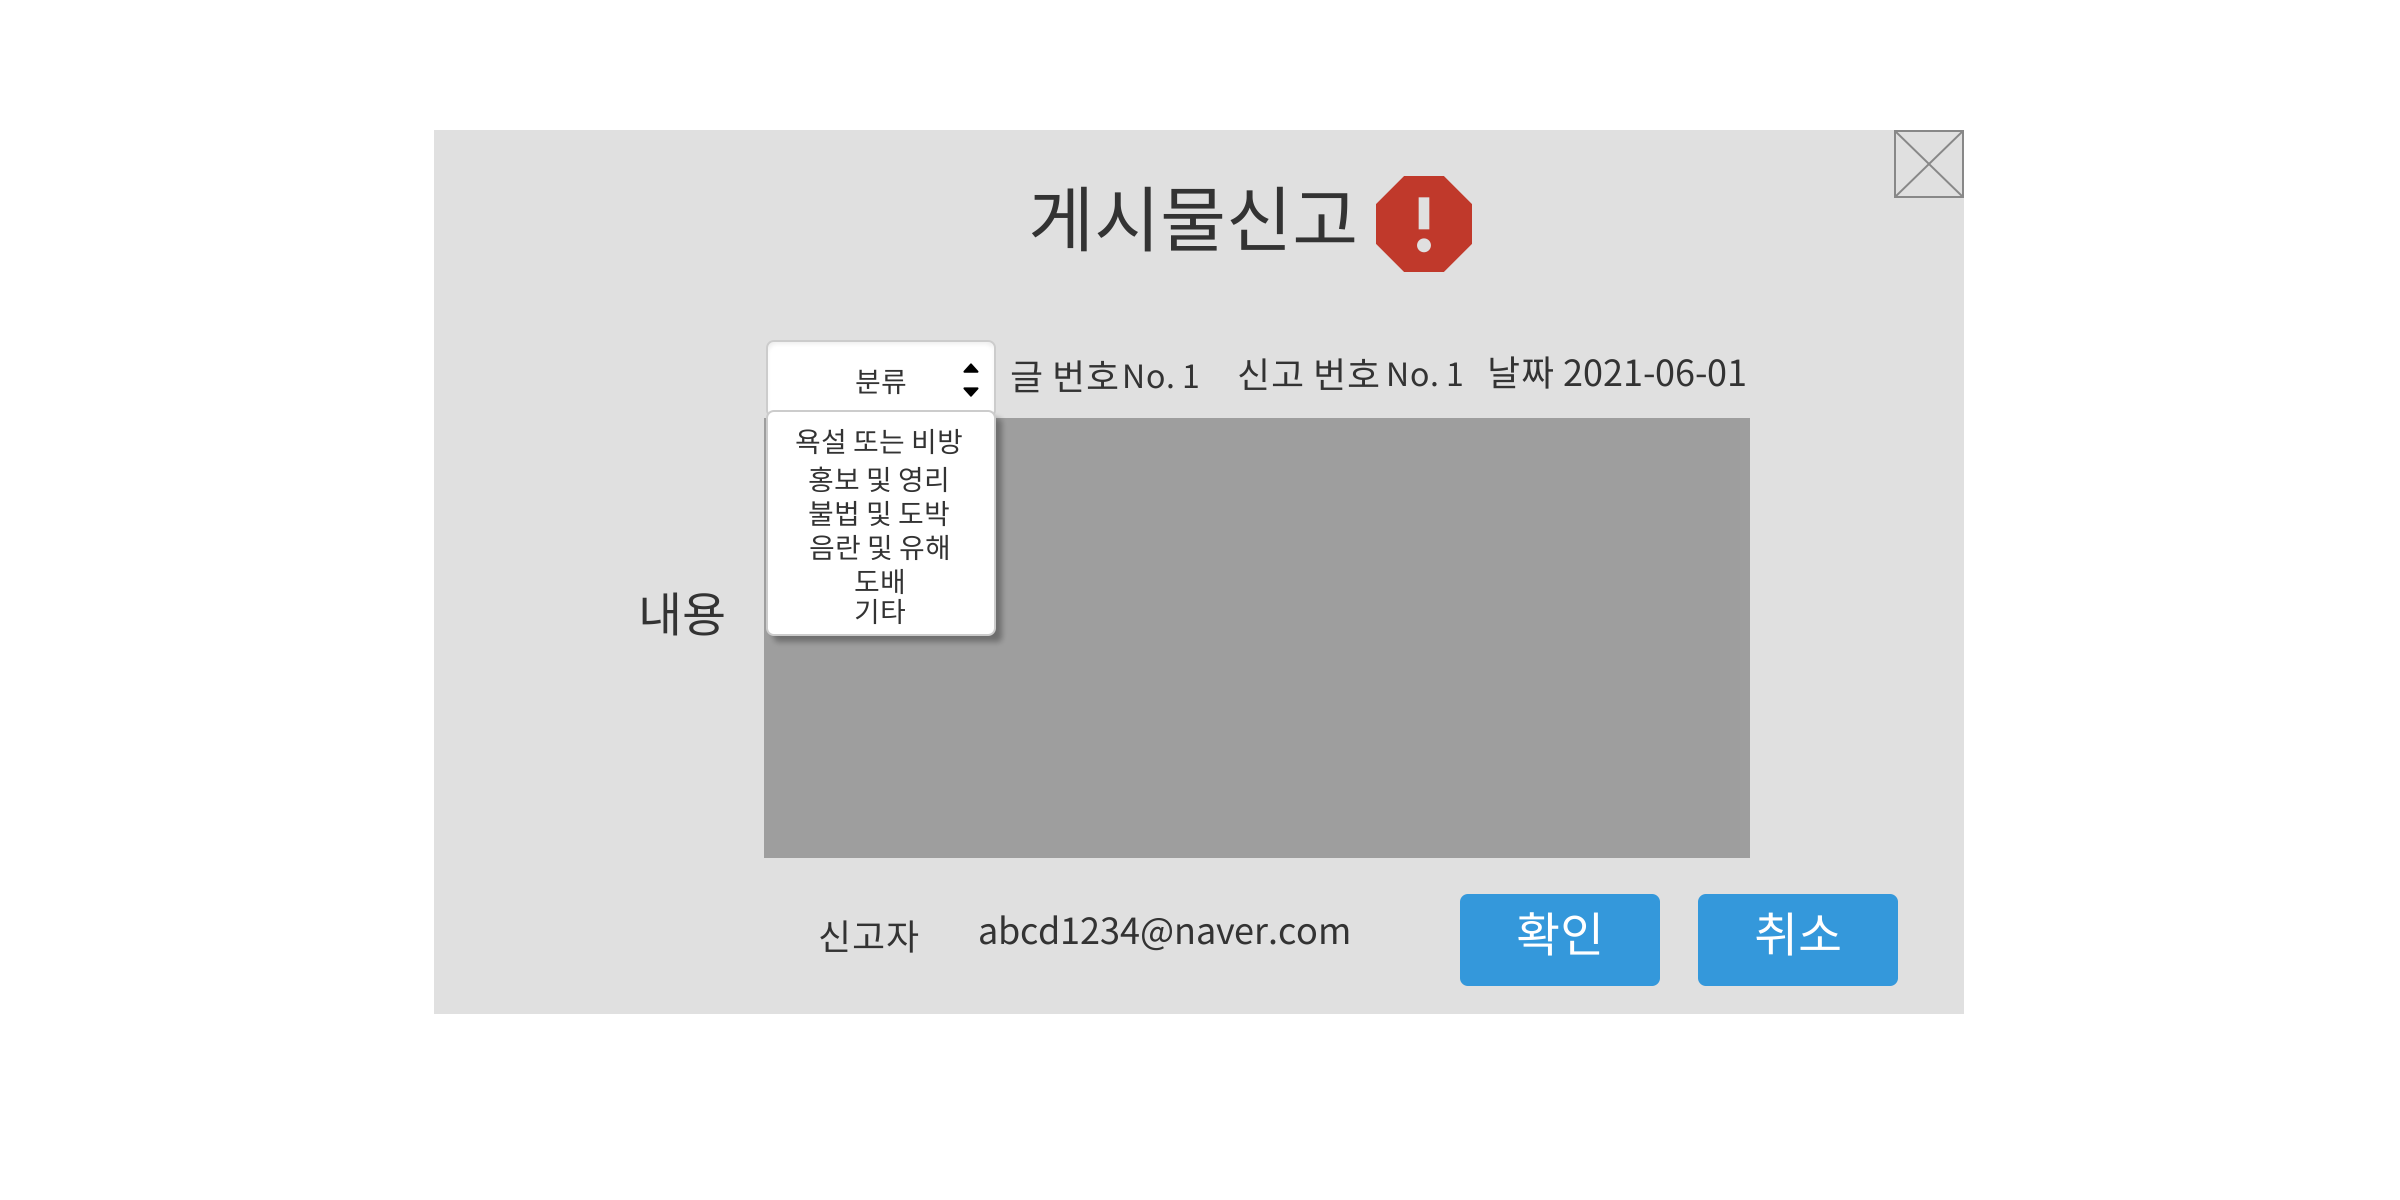 게시물신고
분류
글 번호 No. 1 신고 번호 No. 1 날짜 2021-06-01
욕설 또는 비방
홍보 및 영리
불법 및 도박
음란 및 유해
도배
기타
내용
신고자 abcd1234@naver.com 확인 취소